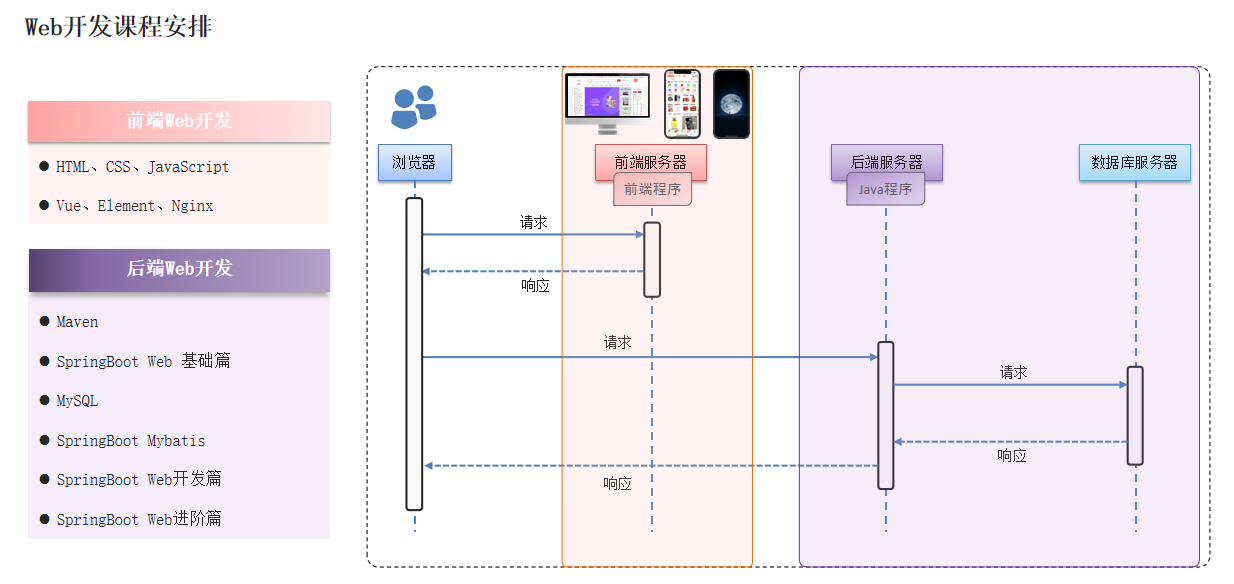 Web开发课程安排
前端Web开发
HTML、CSS、JavaScript
Vue、Element、Nginx
后端Web开发
Maven
SpringBoot Web 基础篇
MySQL
SpringBoot Mybatis
SpringBoot Web开发篇
SpringBoot Web进阶篇
浏览器
前端服务器
前端程序
后端服务器
Java程序
数据库服务器
请求
响应
请求
请求
响应
响应